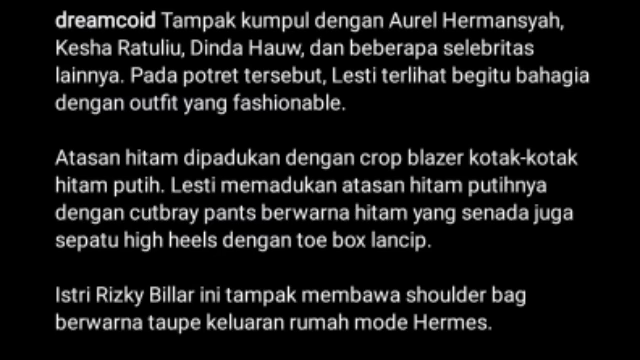 dreamcoid Tampak kumpul dengan Aurel Hermansyah,
Kesha Ratuliu, Dinda Hauw, dan beberapa selebritas
lainnya. Pada potret tersebut, Lesti terlihat begitu bahagia
dengan outfit yang fashionable.
Atasan hitam dipadukan dengan crop blazer kotak-kotak
hitam putih. Lesti memadukan atasan hitam putihnya
dengan cutbray pants berwarna hitam yang senada juga
sepatu high heels dengan toe box lancip.
Istri Rizky Billar ini tampak membawa shoulder bag
berwarna taupe keluaran rumah mode Hermes.